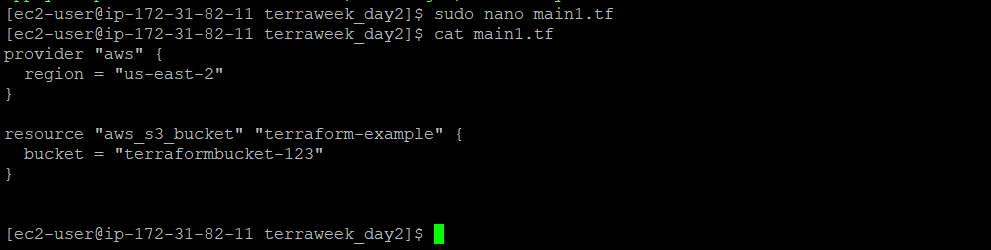 [ec2-user@ip-172-31-82-11 terraweek_day2]$ sudo nano main1.tf
[ec2-user@ip-172-31-82-11 terraweek_day2]$ cat main1.tf
provider "aws" {
  region = "us-east-2"
}

resource "aws_s3_bucket" "terraform-example" {
  bucket = "terraformbucket-123"
}

[ec2-user@ip-172-31-82-11 terraweek_day2]$